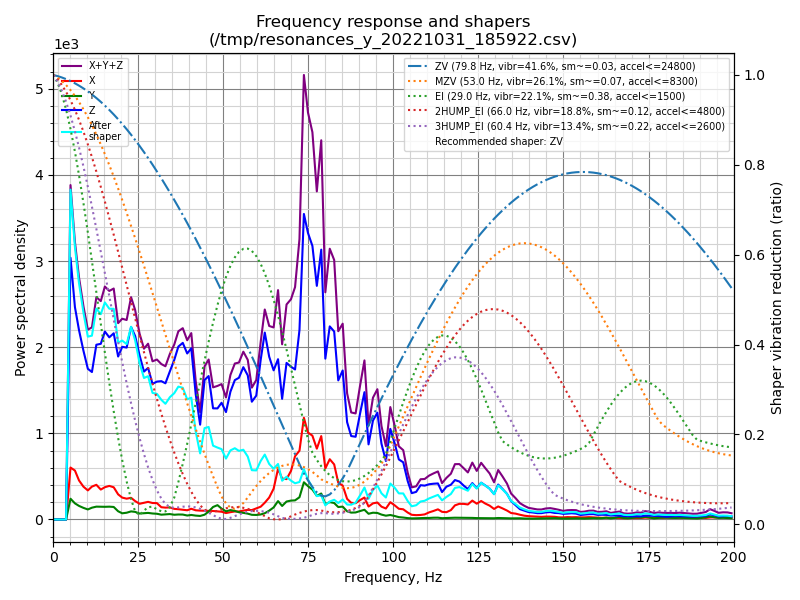 Frequency response and shapers
(/tmp/resonances_y_20221031_185922.csv)
1e3
X+Y+Z
X
Y
Z
After
shaper
ZV (79.8 Hz, vibr=41.6%, sm~=0.03, accel<=24800)
MZV (53.0 Hz, vibr=26.1%, sm~=0.07, accel<=8300)
EI (29.0 Hz, vibr=22.1%, sm~=0.38, accel<=1500)
2HUMP_EI (66.0 Hz, vibr=18.8%, sm~=0.12, accel<=4800)
3HUMP_EI (60.4 Hz, vibr=13.4%, sm~=0.22, accel<=2600)
Recommended shaper: ZV
5
4
3
2
1
0
Power spectral density
1.0
0.8
0.6
0.4
0.2
0.0
Shaper vibration reduction (ratio)
0 25 50 75 100 125 150 175 200
Frequency, Hz